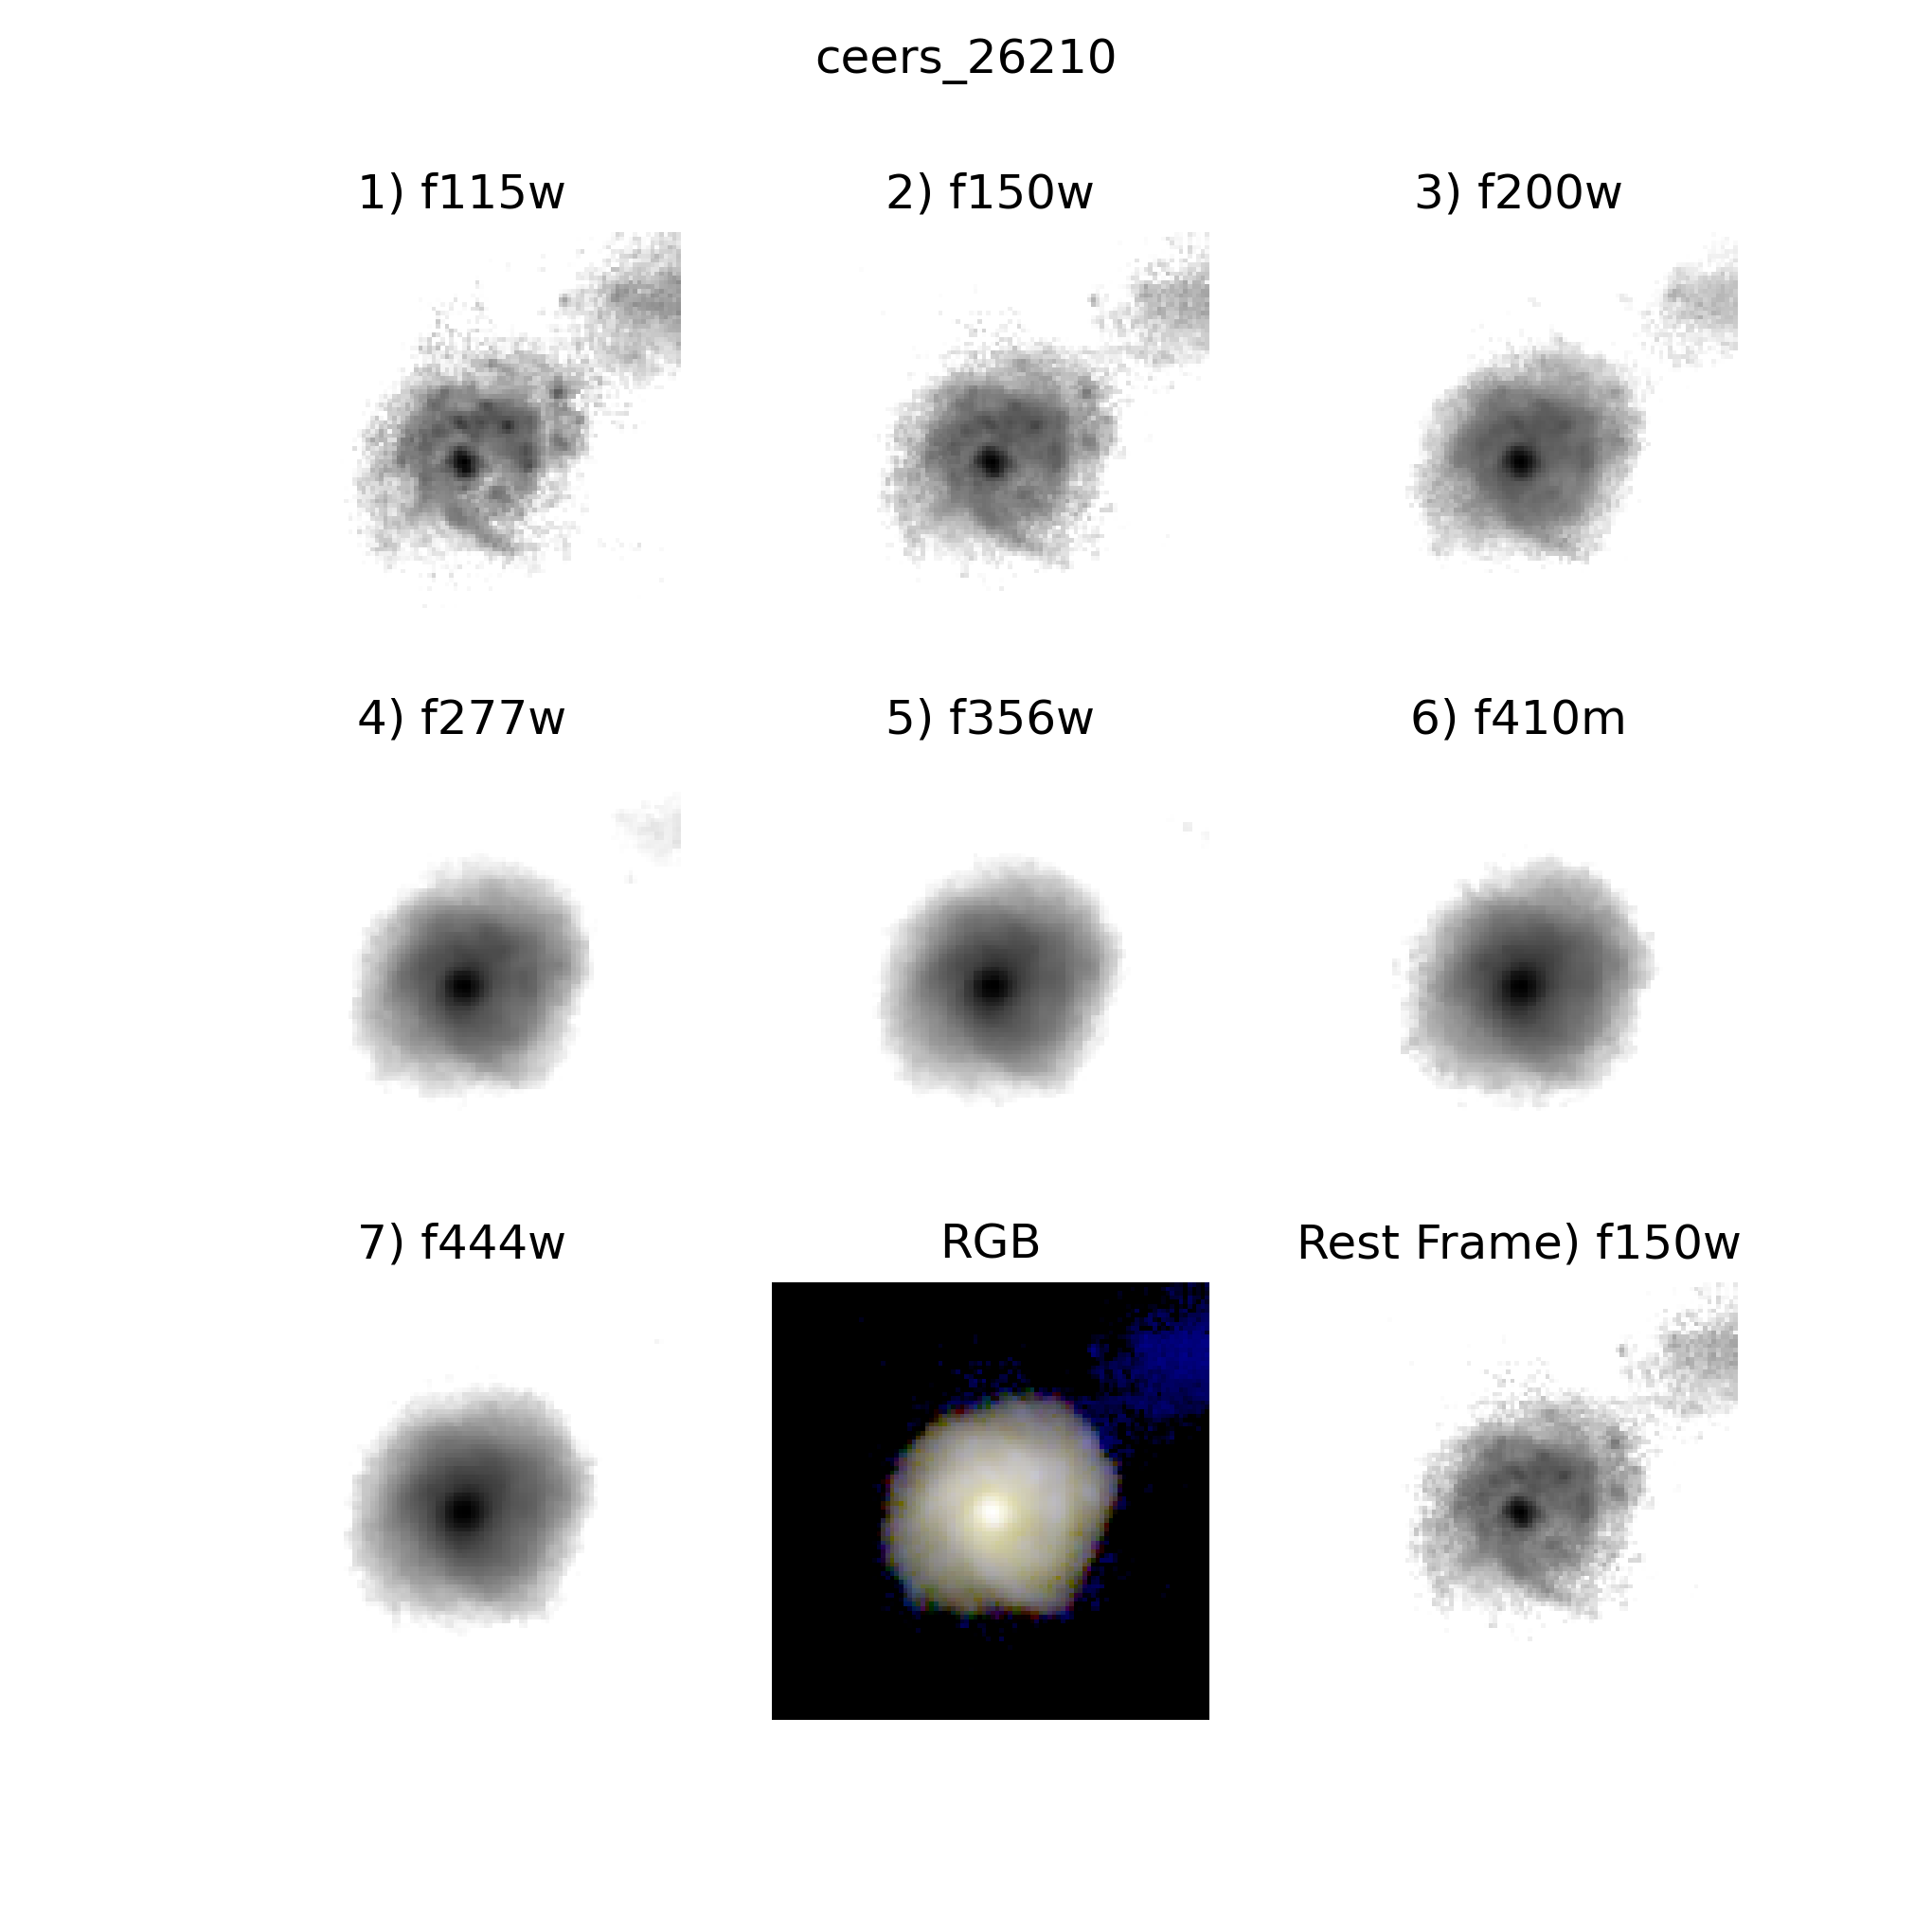 ceers_26210
1) f115w
2) f150w
3) f200w
4) f277w
5) f356w
6) f410m
7) f444w
RGB
Rest Frame) f150w